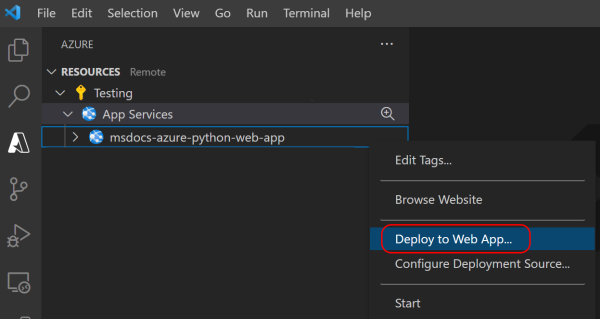 File Edit Selection View Go Run Terminal Help
AZURE
RESOURCES Remote
Testing
App Services
msdocs-azure-python-web-app
Edit Tags...
Browse Website
Deploy to Web App...
Configure Deployment Source...
Start